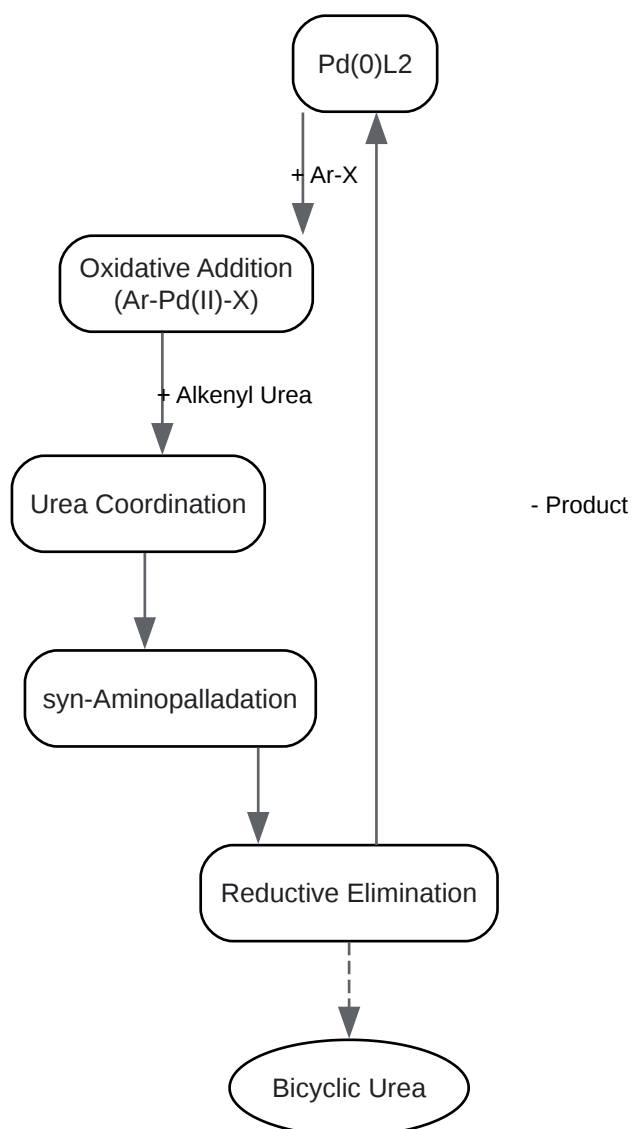 Pd(0)L2
+ Ar-X
Oxidative Addition
(Ar-Pd(II)-X)
+ Alkenyl Urea
Urea Coordination
- Product
syn-Aminopalladation
Reductive Elimination
Bicyclic Urea